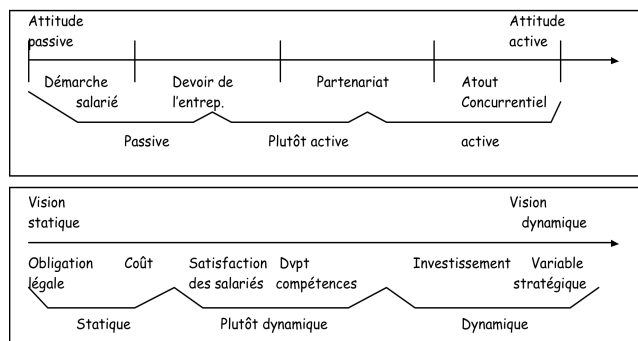 Attitude passive Attitude active
Démarche salarié Devoir de l'entrep. Partenariat Atout Concurrentiel
Passive Plutôt active active
Vision statique Vision dynamique
Obligation légale Coût Satisfaction des salariés Dvpt compétences Investissement Variable stratégique
Statique Plutôt dynamique Dynamique